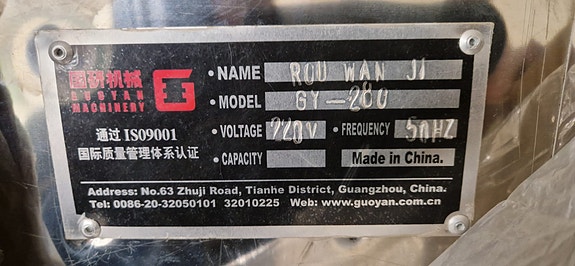 国研机械
GUOYAN
MACHINERY
通过 ISO9001
国际质量管理体系认证
• NAME ROU WAN JI
• MODEL GY-280
• VOLTAGE 220V • FREQUENCY 50HZ
• CAPACITY Made in China.
Address: No.63 Zhuji Road, Tianhe District, Guangzhou, China.
Tel: 0086-20-32050101 32010225 Web: www.guoyan.com.cn